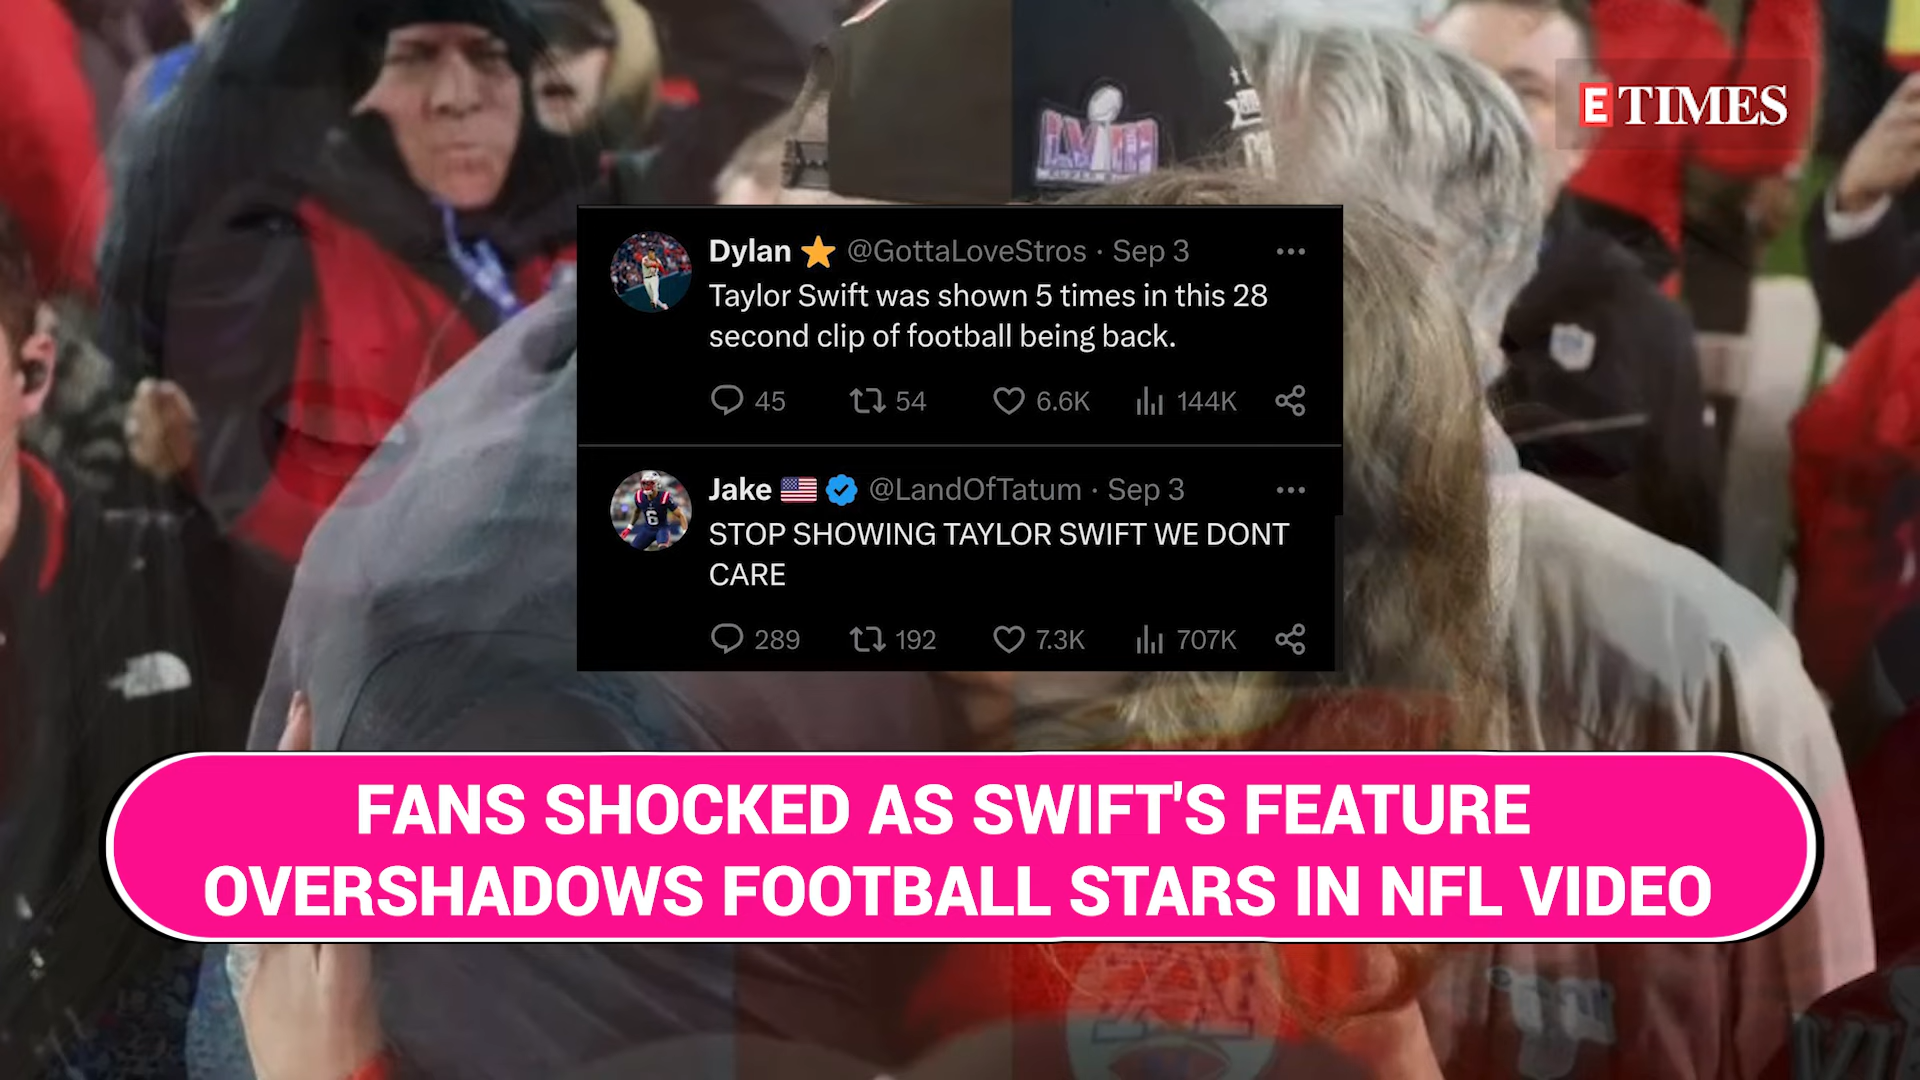 E TIMES
LVIII
Dylan ⭐ @GottaLoveStros · Sep 3 ···
Taylor Swift was shown 5 times in this 28
second clip of football being back.
45 54 6.6K 144K
Jake 🇺🇸 @LandOfTatum · Sep 3 ···
STOP SHOWING TAYLOR SWIFT WE DONT
CARE
289 192 7.3K 707K
FANS SHOCKED AS SWIFT'S FEATURE
OVERSHADOWS FOOTBALL STARS IN NFL VIDEO